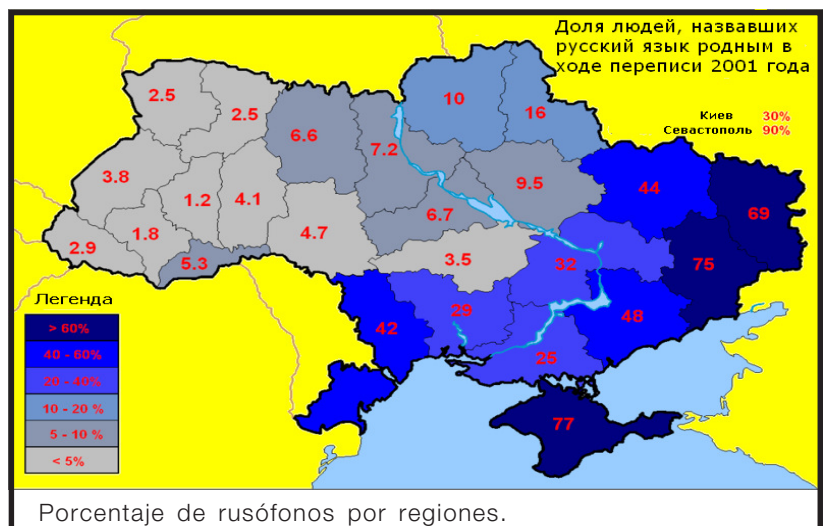 Доля людей, назвавших
русский язык родным в
ходе переписи 2001 года
Киев 30%
Севастополь 90%
2.5
2.5
6.6
7.2
10
16
3.8
1.2
4.1
9.5
44
69
2.9
1.8
5.3
4.7
6.7
3.5
32
75
42
29
48
25
77
Легенда
> 60%
40 - 60%
20 - 40%
10 - 20 %
5 - 10 %
< 5%
Porcentaje de rusófonos por regiones.